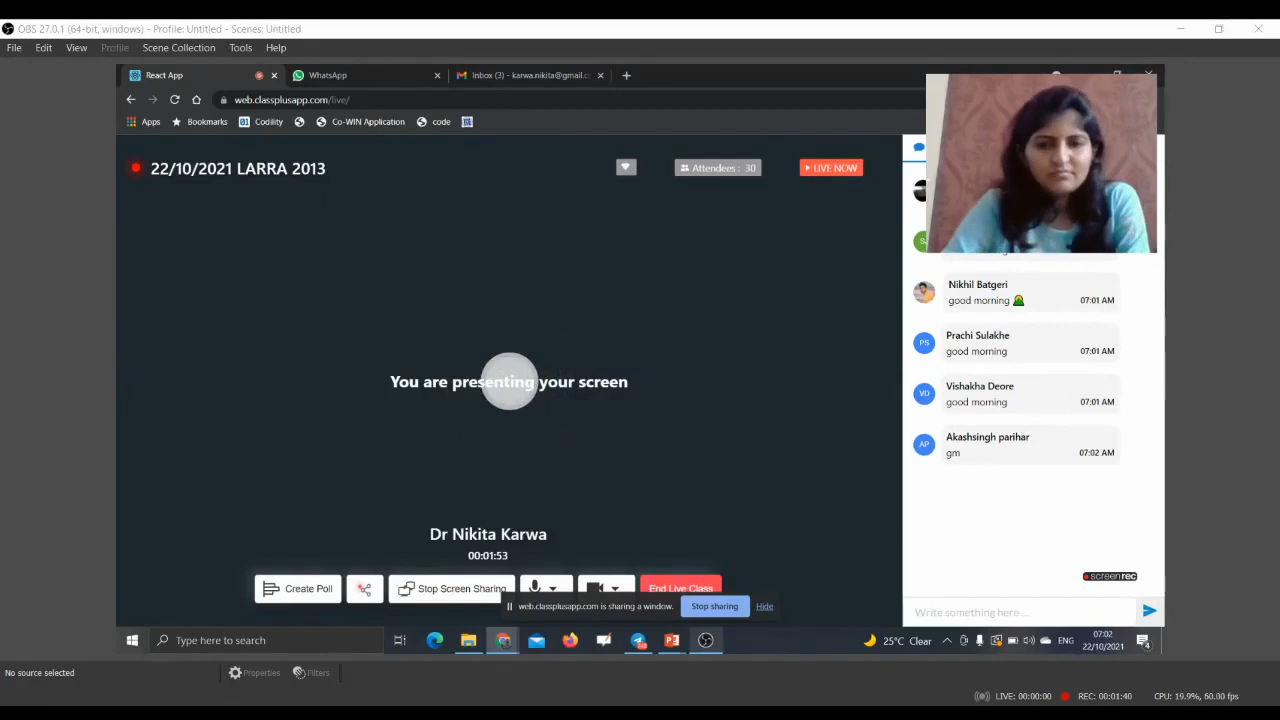 OBS 27.0.1 (64-bit, windows) - Profile: Untitled - Scenes: Untitled
File Edit View Profile Scene Collection Tools Help
React App WhatsApp Inbox (3) - karwa.nikita@gmail.c
web.classplusapp.com/live/
Apps Bookmarks Codility Co-WIN Application code
22/10/2021 LARRA 2013
Attendees : 30
LIVE NOW
Nikhil Batgeri
good morning 07:01 AM
PS
Prachi Sulakhe
good morning 07:01 AM
VD
Vishakha Deore
good morning 07:01 AM
AP
Akashsingh parihar
gm 07:02 AM
You are presenting your screen
Dr Nikita Karwa
00:01:53
Create Poll Stop Screen Sharing End Live Class
web.classplusapp.com is sharing a window. Stop sharing Hide
screenrec
Write something here ...
Type here to search
25°C Clear ENG 07:02
22/10/2021 4
No source selected Properties Filters
LIVE: 00:00:00 REC: 00:01:40 CPU: 19.9%, 60.00 fps